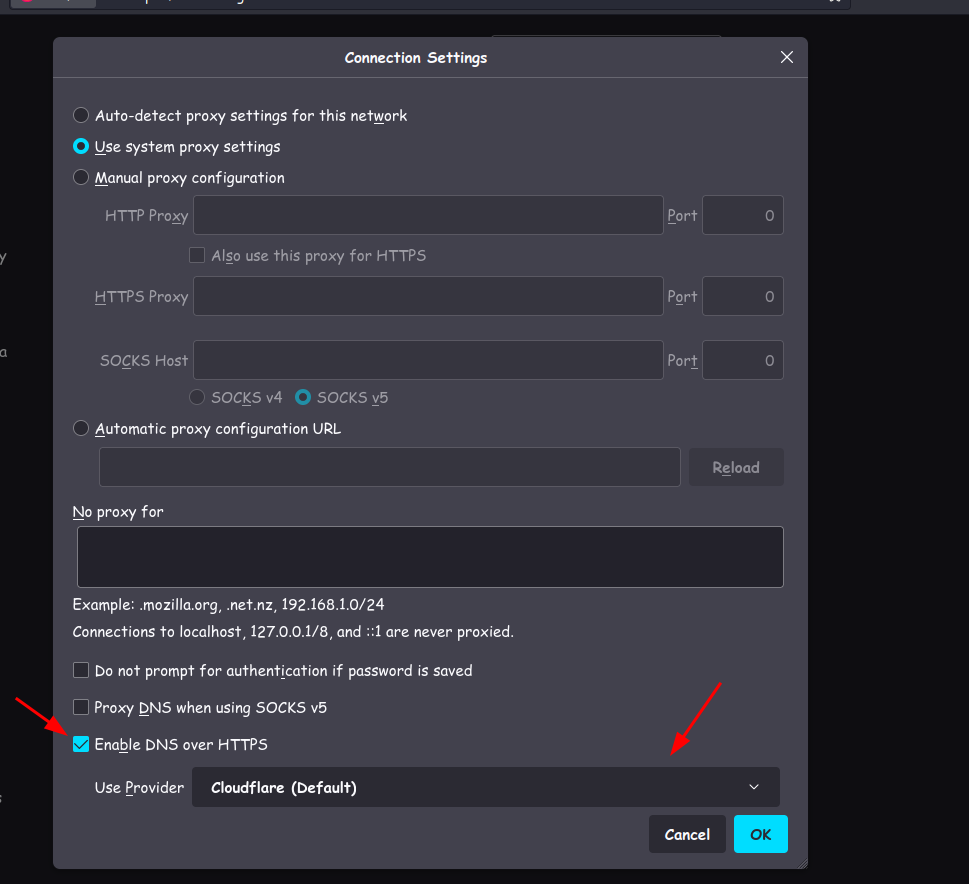 Connection Settings
Auto-detect proxy settings for this network
Use system proxy settings
Manual proxy configuration
HTTP Proxy
Port
0
Also use this proxy for HTTPS
HTTPS Proxy
Port
0
SOCKS Host
Port
0
SOCKS v4
SOCKS v5
Automatic proxy configuration URL
Reload
No proxy for
Example: .mozilla.org, .net.nz, 192.168.1.0/24
Connections to localhost, 127.0.0.1/8, and ::1 are never proxied.
Do not prompt for authentication if password is saved
Proxy DNS when using SOCKS v5
Enable DNS over HTTPS
Use Provider
Cloudflare (Default)
Cancel
OK